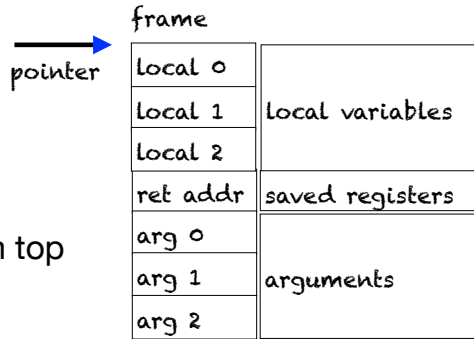 frame
pointer
local 0
local 1
local 2
local variables
ret addr
saved registers
arg 0
arg 1
arg 2
arguments
top